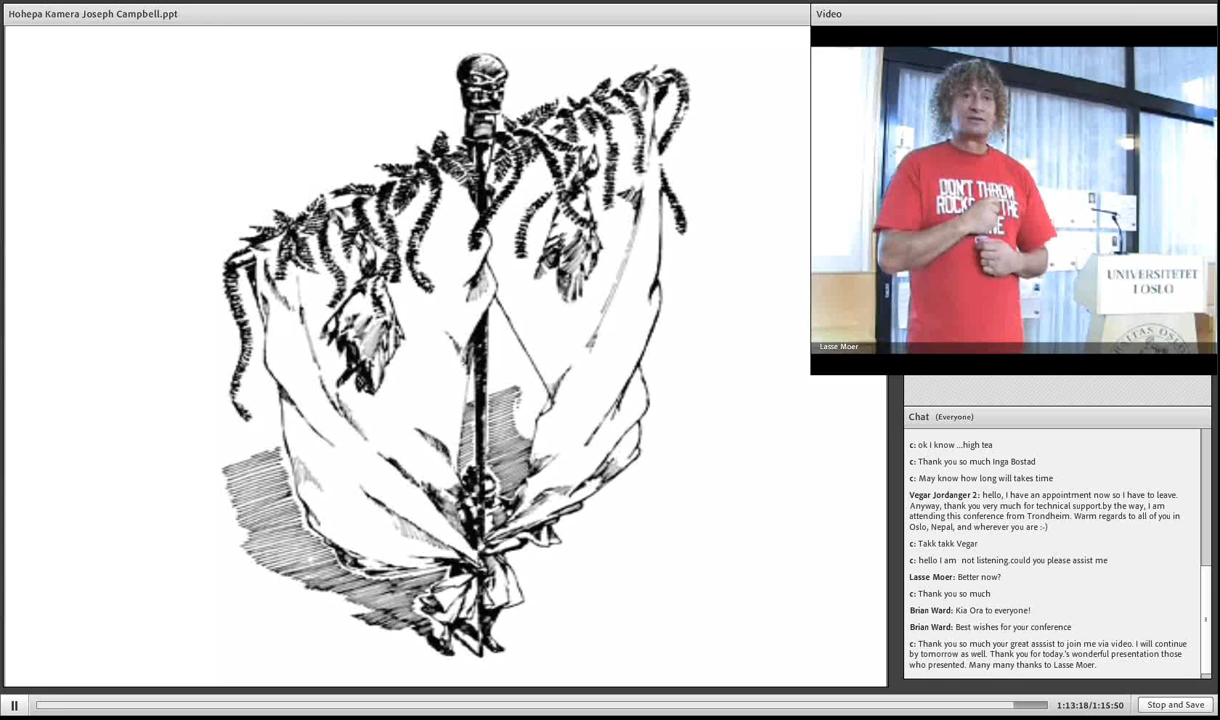 Hohepa Kamera Joseph Campbell.ppt
Video
DON'T THROW
ROCKS THE
UNIVERSITETET
I OSLO
Lasse Moer
Chat (Everyone)
c: ok I know ...high tea
c: Thank you so much Inga Bostad
c: May know how long will takes time
Vegar Jordanger 2: hello, I have an appointment now so I have to leave.
Anyway, thank you very much for technical support.by the way, I am
attending this conference from Trondheim. Warm regards to all of you in
Oslo, Nepal, and wherever you are :-)
c: Takk takk Vegar
c: hello I am  not listening.could you please assist me
Lasse Moer: Better now?
c: Thank you so much
Brian Ward: Kia Ora to everyone!
Brian Ward: Best wishes for your conference
c: Thank you so much your great asssist to join me via video. I will continue
by tomorrow as well. Thank you for today.'s wonderful presentation those
who presented. Many many thanks to Lasse Moer.
1:13:18/1:15:50
Stop and Save